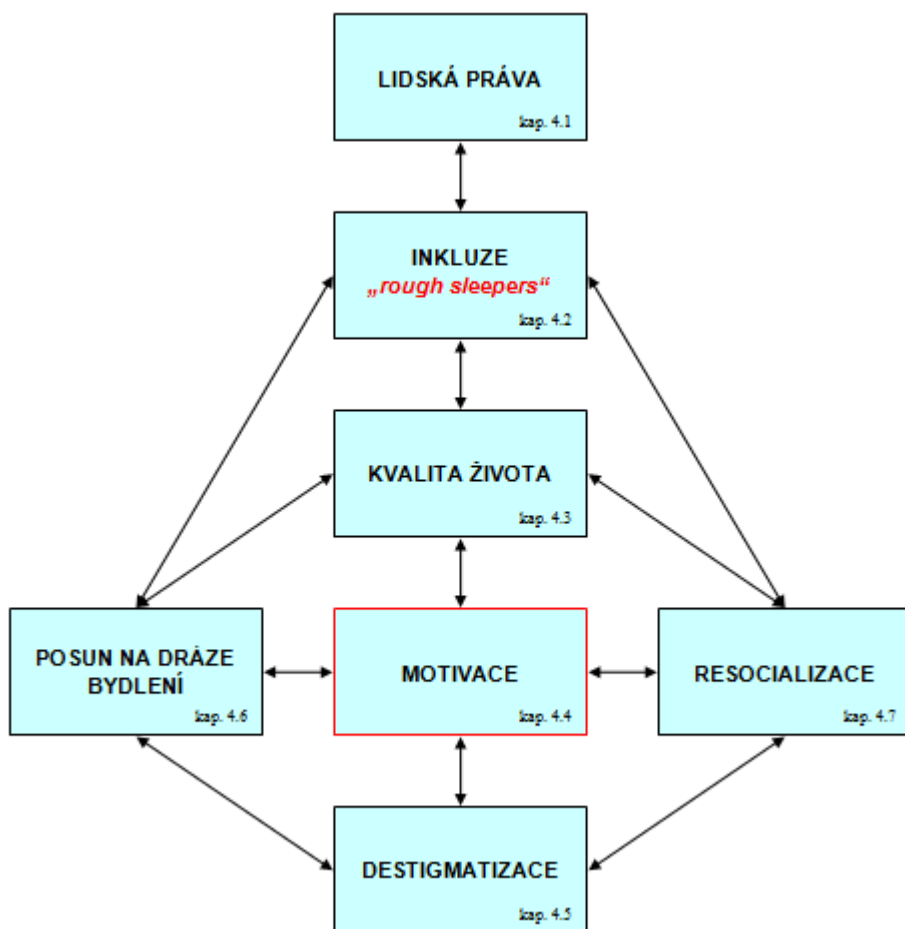 LIDSKÁ PRÁVA
kap. 4.1
INKLUZE
„rough sleepers“
kap. 4.2
KVALITA ŽIVOTA
kap. 4.3
POSUN NA DRÁZE
BYDLENÍ
kap. 4.6
MOTIVACE
kap. 4.4
RESOCIALIZACE
kap. 4.7
DESTIGMATIZACE
kap. 4.5